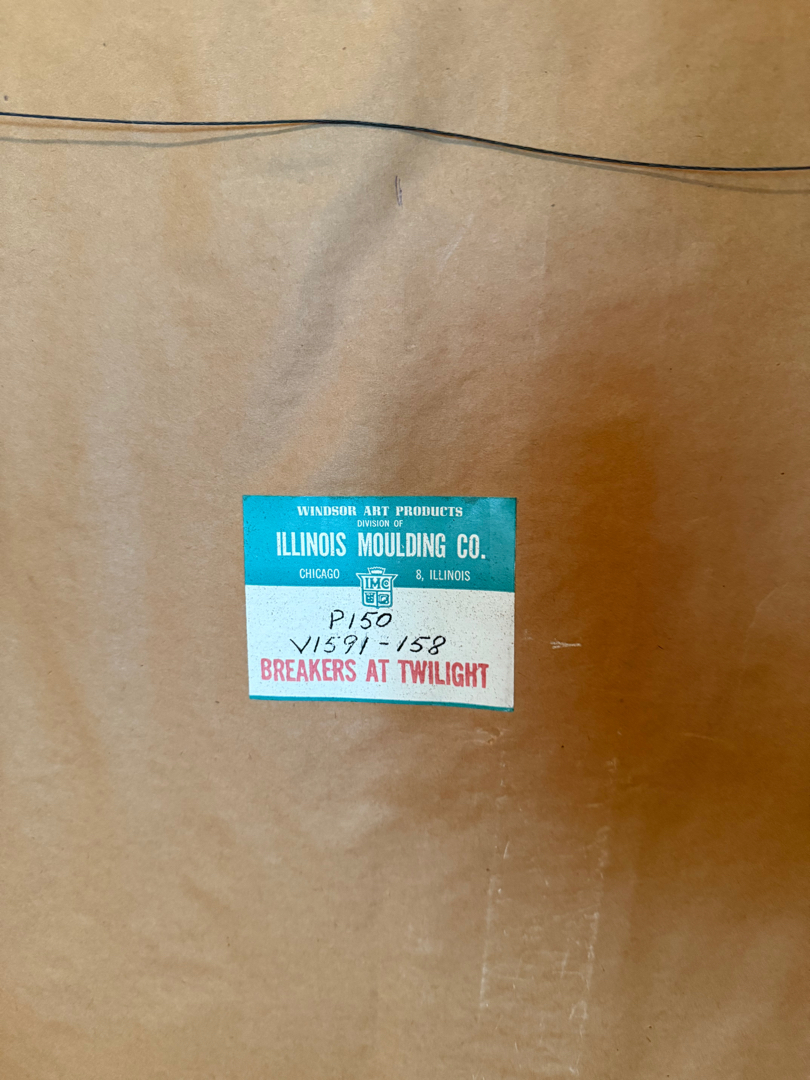 WINDSOR ART PRODUCTS
DIVISION OF
ILLINOIS MOULDING CO.
CHICAGO IMC 8, ILLINOIS
P150
V1591-158
BREAKERS AT TWILIGHT